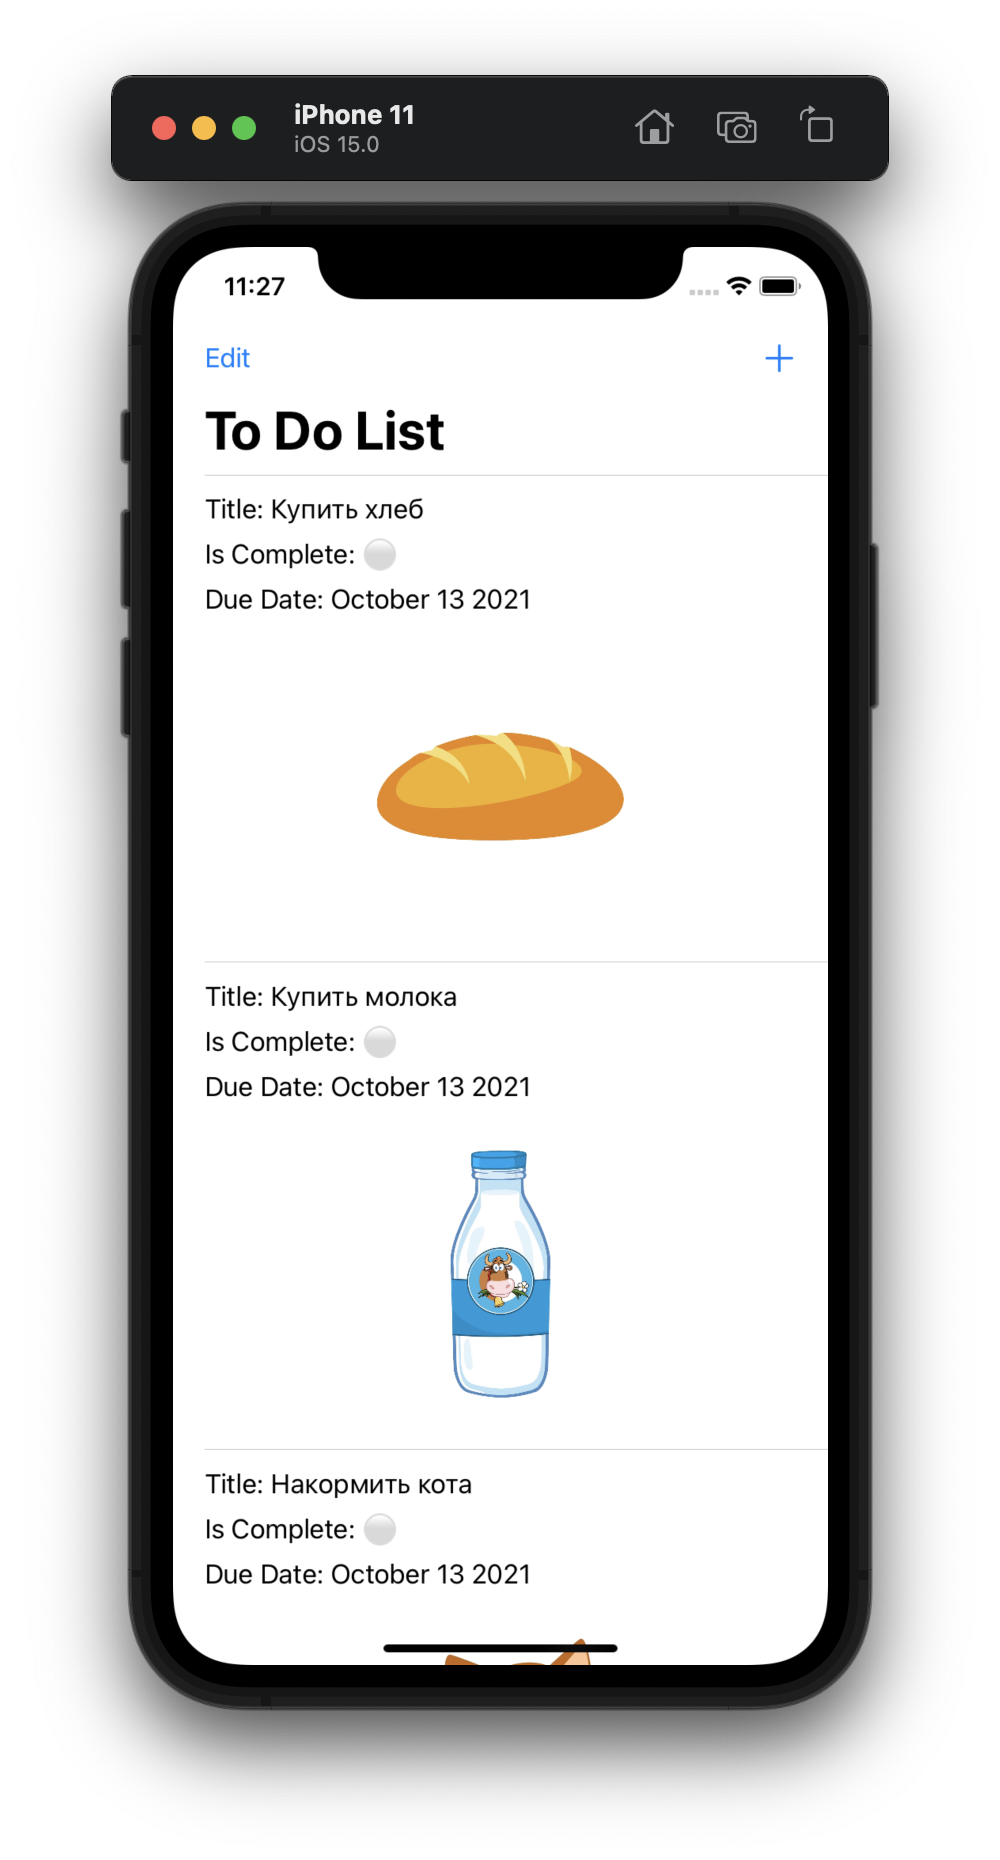 iPhone 11
iOS 15.0
11:27
Edit
To Do List
Title: Купить хлеб
Is Complete:
Due Date: October 13 2021
Title: Купить молока
Is Complete:
Due Date: October 13 2021
Title: Накормить кота
Is Complete:
Due Date: October 13 2021